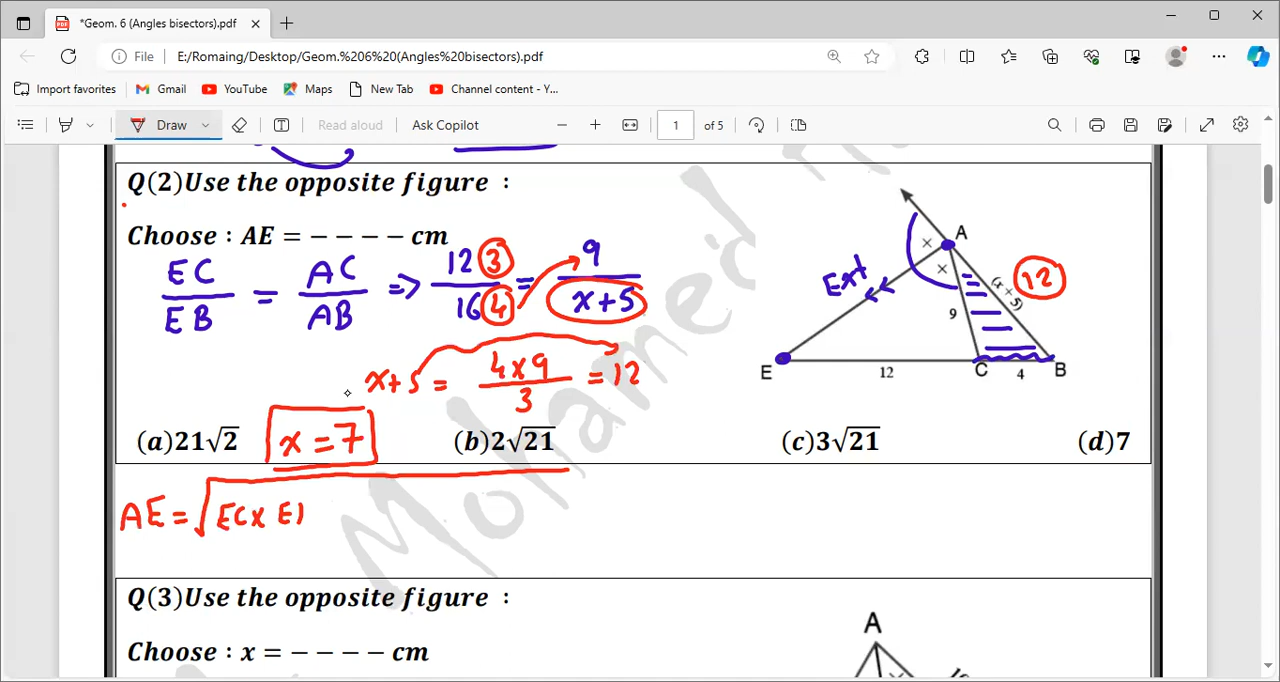 *Geom. 6 (Angles bisectors).pdf
File E:/Romaing/Desktop/Geom.%206%20(Angles%20bisectors).pdf
Import favorites Gmail YouTube Maps New Tab Channel content - Y...
Draw Read aloud Ask Copilot 1 of 5
Q(2)Use the opposite figure :
Choose : AE = − − − − cm
EC/EB = AC/AB => 12 3/16 4 = 9/x+5
x+5 = 4x9/3 = 12
(a)21√2 x = 7 (b)2√21 (c)3√21 (d)7
A
x
x
Ext
(x + 5) 12
9
E 12 C 4 B
AE = √EC x E
Mohamed
Q(3)Use the opposite figure :
Choose : x = − − − − cm
A